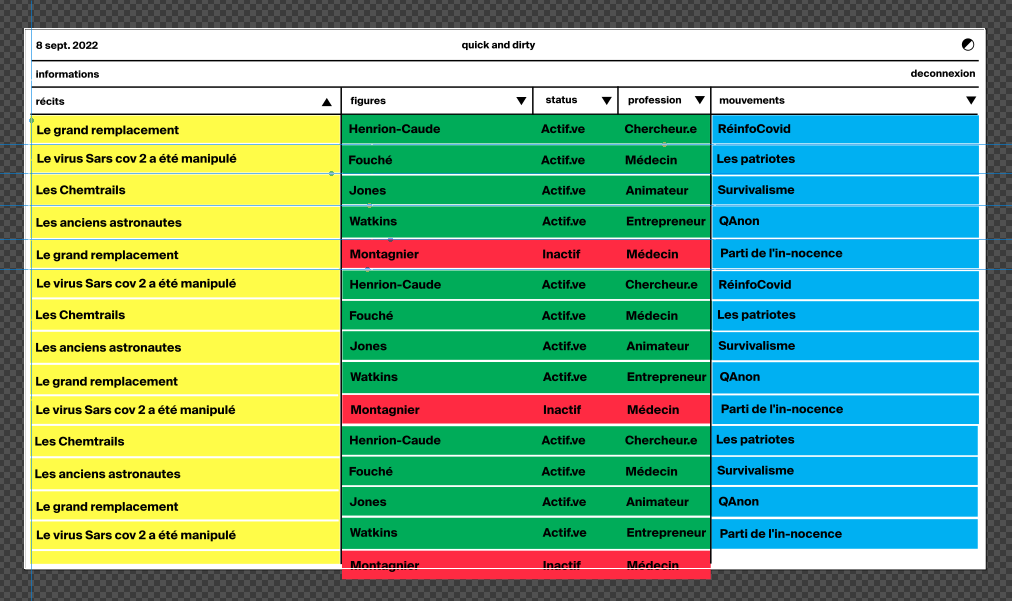 8 sept. 2022 quick and dirty
informations deconnexion
récits figures status profession mouvements
Le grand remplacement Henrion-Caude Actif.ve Chercheur.e RéinfoCovid
Le virus Sars cov 2 a été manipulé Fouché Actif.ve Médecin Les patriotes
Les Chemtrails Jones Actif.ve Animateur Survivalisme
Les anciens astronautes Watkins Actif.ve Entrepreneur QAnon
Le grand remplacement Montagnier Inactif Médecin Parti de l'in-nocence
Le virus Sars cov 2 a été manipulé Henrion-Caude Actif.ve Chercheur.e RéinfoCovid
Les Chemtrails Fouché Actif.ve Médecin Les patriotes
Les anciens astronautes Jones Actif.ve Animateur Survivalisme
Le grand remplacement Watkins Actif.ve Entrepreneur QAnon
Le virus Sars cov 2 a été manipulé Montagnier Inactif Médecin Parti de l'in-nocence
Les Chemtrails Henrion-Caude Actif.ve Chercheur.e Les patriotes
Les anciens astronautes Fouché Actif.ve Médecin Survivalisme
Le grand remplacement Jones Actif.ve Animateur QAnon
Le virus Sars cov 2 a été manipulé Watkins Actif.ve Entrepreneur Parti de l'in-nocence
Montagnier Inactif Médecin